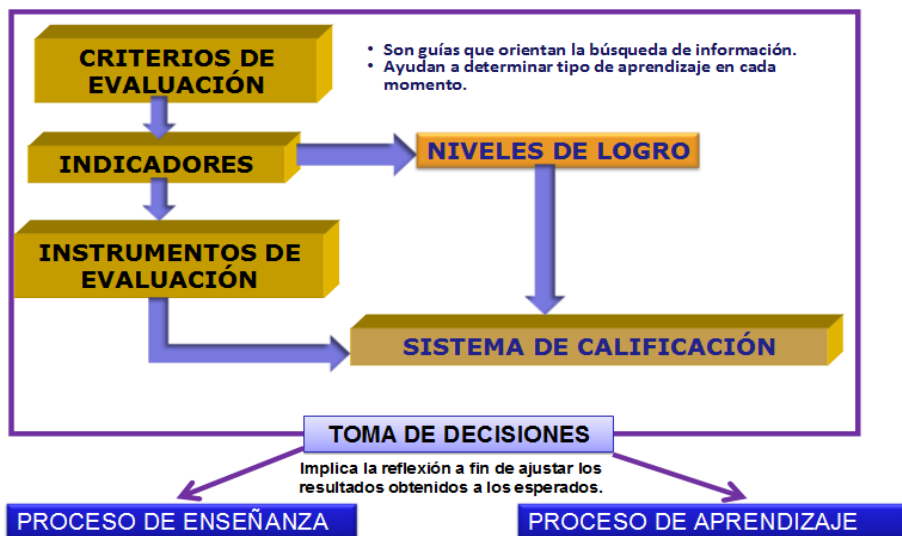 CRITERIOS DE
EVALUACIÓN
• Son guías que orientan la búsqueda de información.
• Ayudan a determinar tipo de aprendizaje en cada
momento.
INDICADORES
NIVELES DE LOGRO
INSTRUMENTOS DE
EVALUACIÓN
SISTEMA DE CALIFICACIÓN
TOMA DE DECISIONES
Implica la reflexión a fin de ajustar los
resultados obtenidos a los esperados.
PROCESO DE ENSEÑANZA
PROCESO DE APRENDIZAJE